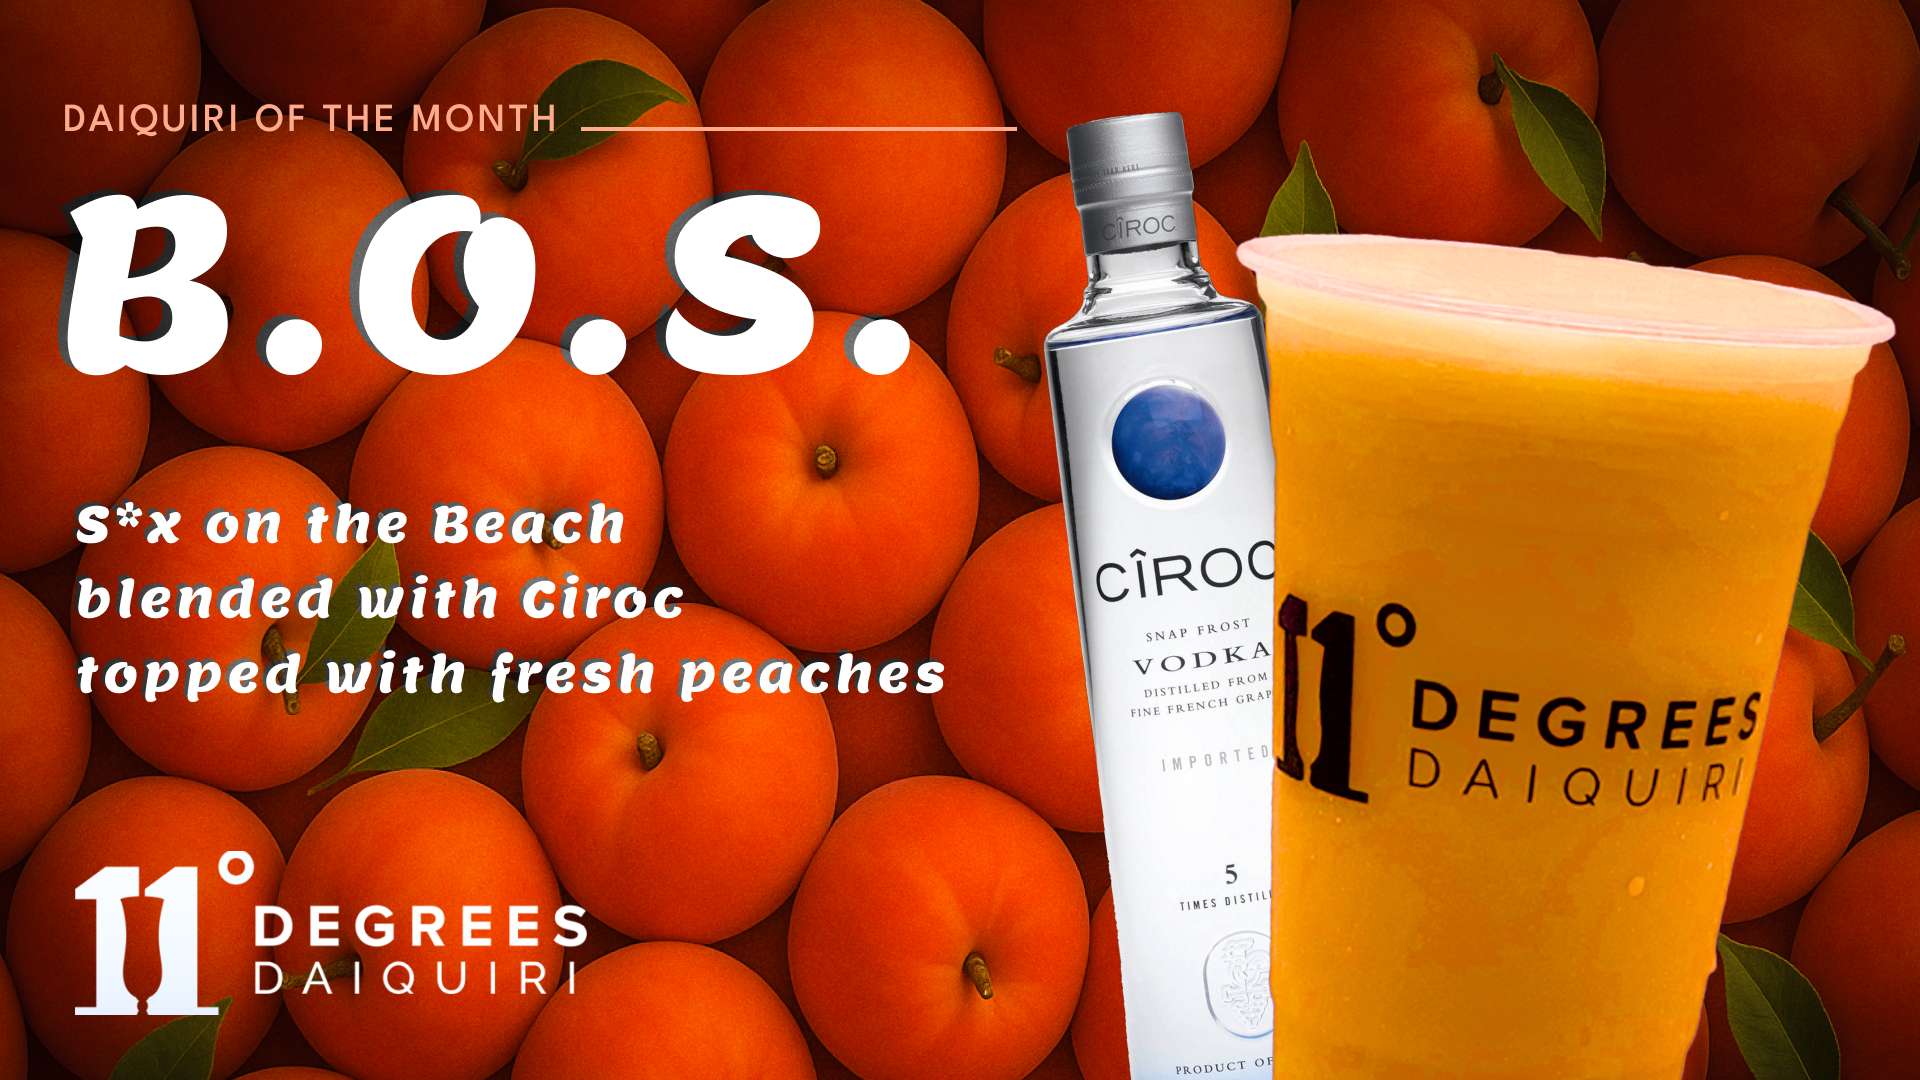 DAIQUIRI OF THE MONTH
B.O.S.
S*x on the Beach
blended with Ciroc
topped with fresh peaches
11°
DEGREES
DAIQUIRI
CÎROC
CÎROC
SNAP FROST
VODKA
DISTILLED FROM
FINE FRENCH GRAP
IMPORTED
5
TIMES DISTILL
PRODUCT OF
11°
DEGREES
DAIQUIRI